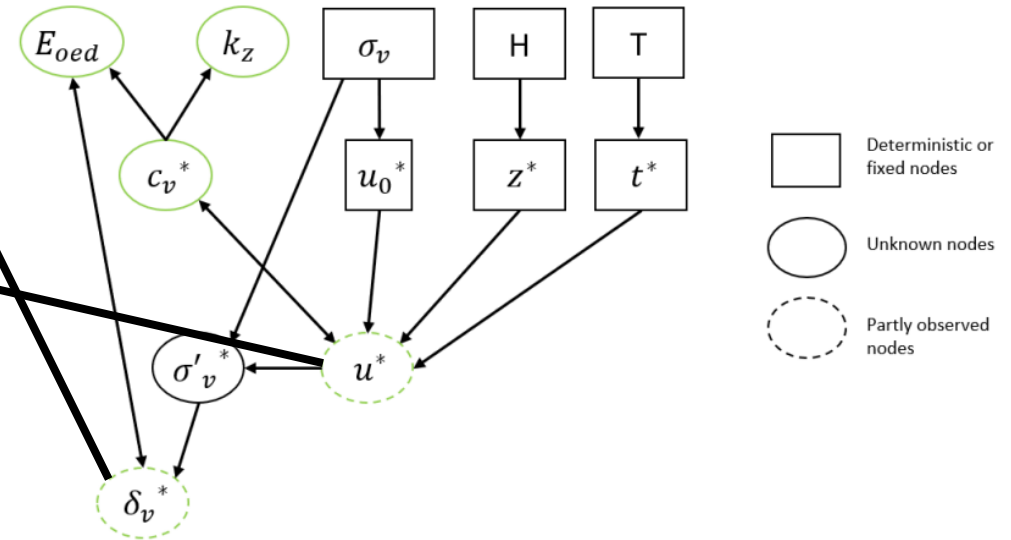 E_oed
k_z
σ_v
H
T
c_v*
u_0*
z*
t*
σ'_v*
u*
δ_v*
Deterministic or
fixed nodes
Unknown nodes
Partly observed
nodes